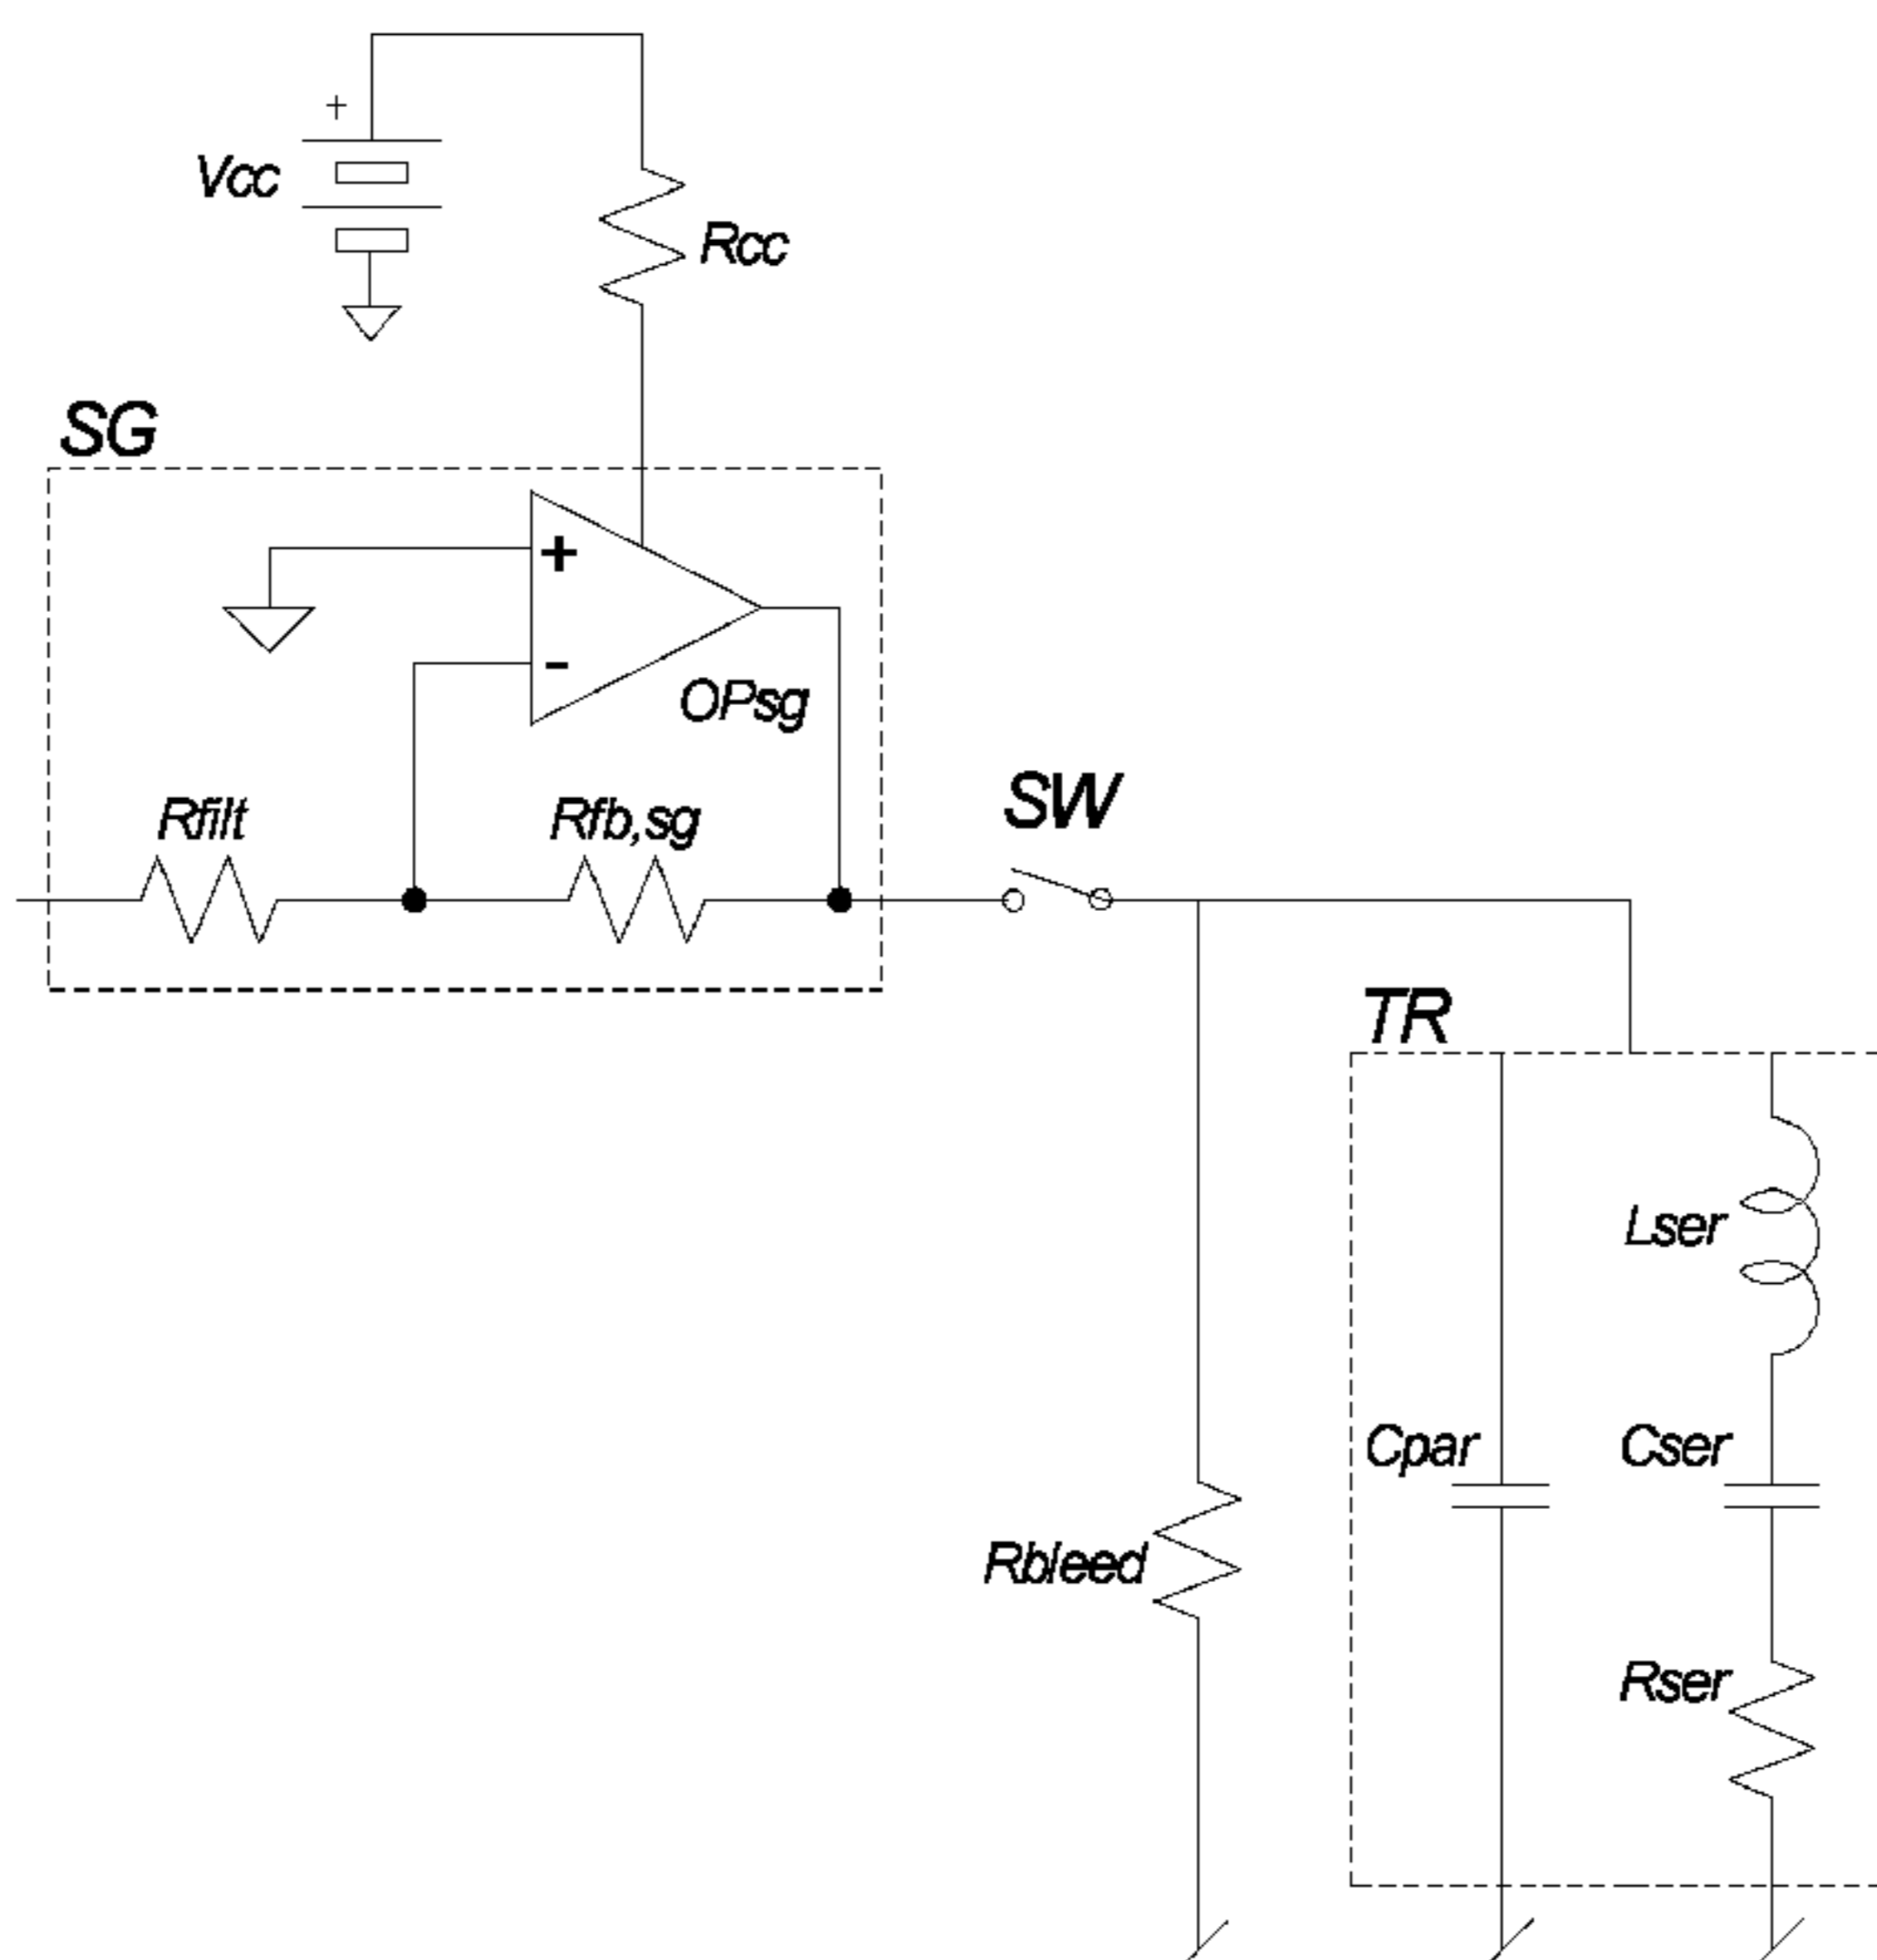 +
Vcc
Rcc
SG
+
-
OPsg
Rfilt
Rfb,sg
SW
TR
Lser
Cpar
Cser
Rbleed
Rser